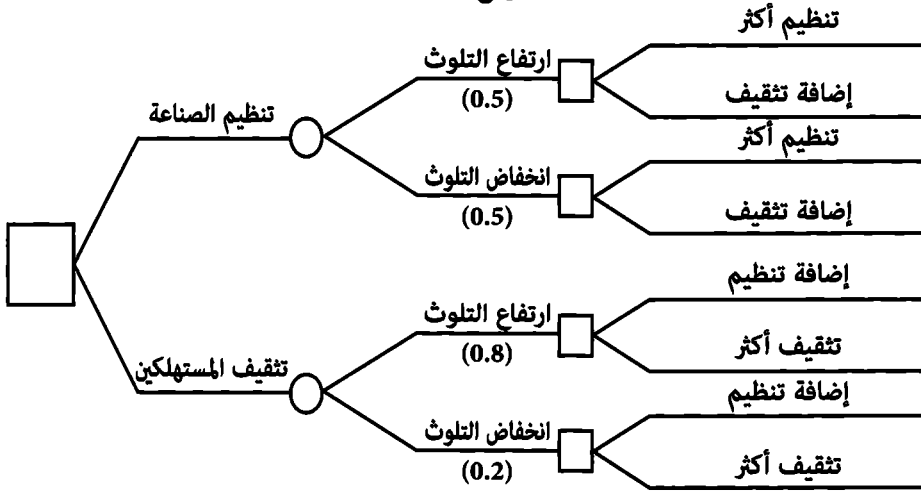 تنظيم أكثر
ارتفاع التلوث
(0.5)
إضافة تثقيف
تنظيم الصناعة
تنظيم أكثر
انخفاض التلوث
(0.5)
إضافة تثقيف
إضافة تنظيم
ارتفاع التلوث
(0.8)
تثقيف أكثر
تثقيف المستهلكين
إضافة تنظيم
انخفاض التلوث
(0.2)
تثقيف أكثر